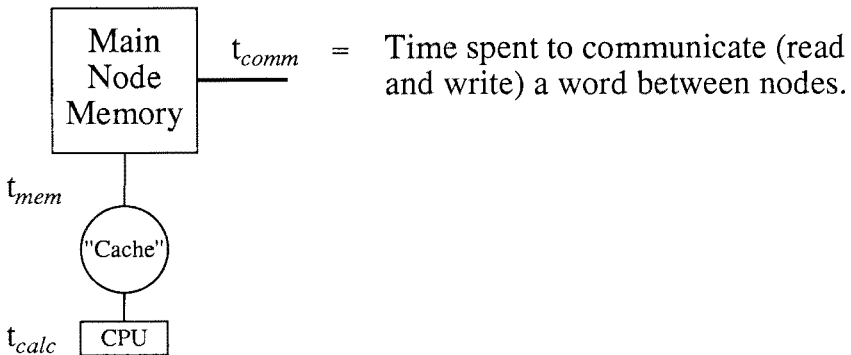 Main
Node
Memory
t_comm = Time spent to communicate (read
and write) a word between nodes.
t_mem
"Cache"
t_calc
CPU